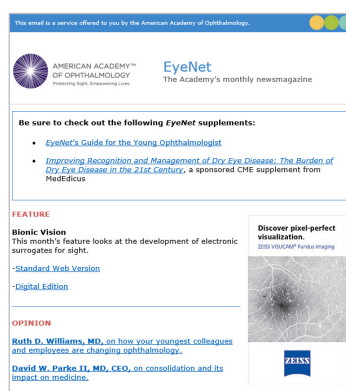 This email is a service offered to you by the American Academy of Ophthalmology.
AMERICAN ACADEMY™
OF OPHTHALMOLOGY
Protecting Sight. Empowering Lives.
EyeNet
The Academy's monthly newsmagazine
Be sure to check out the following EyeNet supplements:
• EyeNet's Guide for the Young Ophthalmologist
• Improving Recognition and Management of Dry Eye Disease: The Burden of
Dry Eye Disease in the 21st Century, a sponsored CME supplement from
MedEdicus
FEATURE
Bionic Vision
This month's feature looks at the development of electronic
surrogates for sight.
-Standard Web Version
-Digital Edition
OPINION
Ruth D. Williams, MD, on how your youngest colleagues
and employees are changing ophthalmology.
David W. Parke II, MD, CEO, on consolidation and its
impact on medicine.
Discover pixel-perfect
visualization.
ZEISS VISUCAM® Fundus Imaging
ZEISS